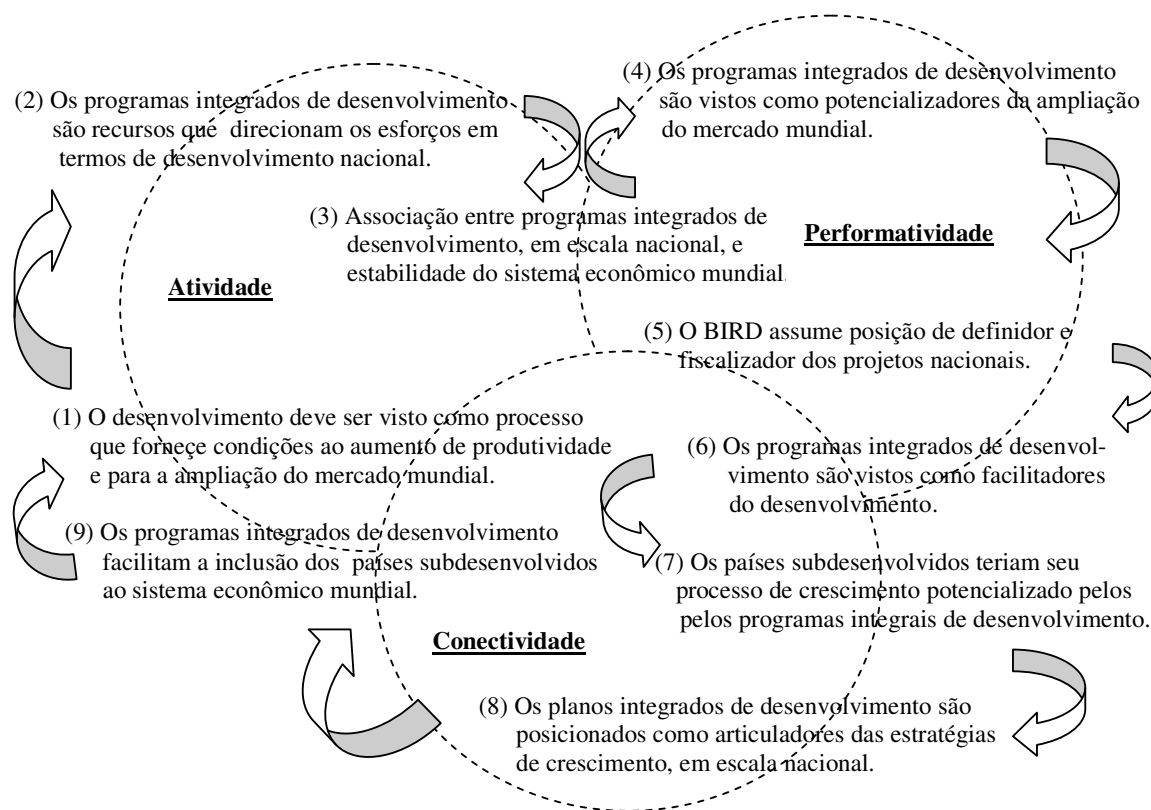 (4) Os programas integrados de desenvolvimento
são vistos como potencializadores da ampliação
do mercado mundial.
(2) Os programas integrados de desenvolvimento
são recursos que direcionam os esforços em
termos de desenvolvimento nacional.
(3) Associação entre programas integrados de
desenvolvimento, em escala nacional, e
estabilidade do sistema econômico mundial.
Performatividade
Atividade
(5) O BIRD assume posição de definidor e
fiscalizador dos projetos nacionais.
(1) O desenvolvimento deve ser visto como processo
que forneçe condições ao aumento de produtividade
e para a ampliação do mercado mundial.
(6) Os programas integrados de desenvol-
vimento são vistos como facilitadores
do desenvolvimento.
(9) Os programas integrados de desenvolvimento
facilitam a inclusão dos países subdesenvolvidos
ao sistema econômico mundial.
(7) Os países subdesenvolvidos teriam seu
processo de crescimento potencializado pelos
pelos programas integrais de desenvolvimento.
Conectividade
(8) Os planos integrados de desenvolvimento são
posicionados como articuladores das estratégias
de crescimento, em escala nacional.